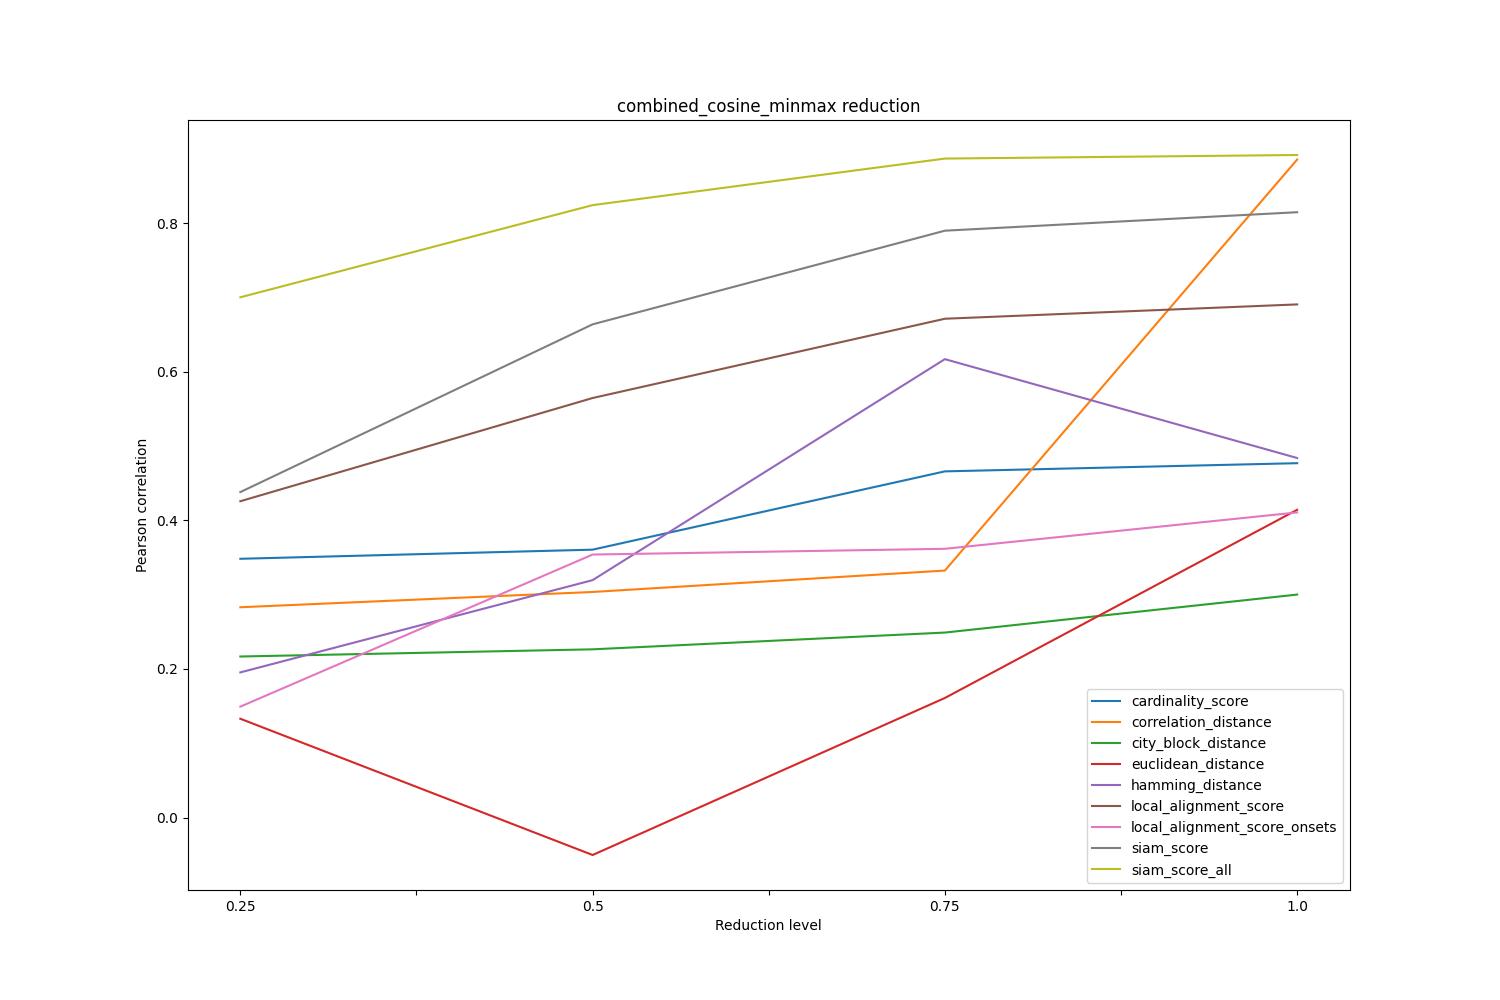 combined_cosine_minmax reduction
Pearson correlation
0.8
0.6
0.4
0.2
0.0
0.25
0.5
0.75
1.0
Reduction level
cardinality_score
correlation_distance
city_block_distance
euclidean_distance
hamming_distance
local_alignment_score
local_alignment_score_onsets
siam_score
siam_score_all